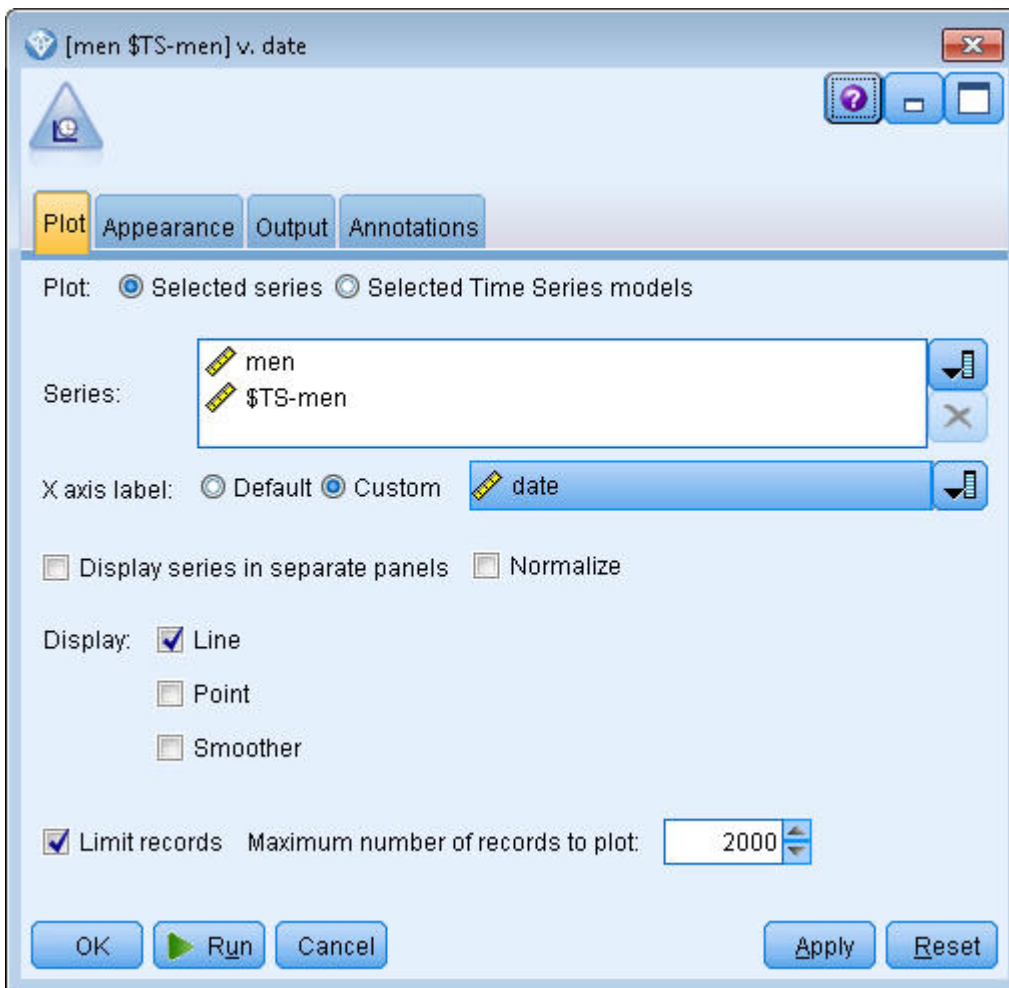 [men $TS-men] v. date
Plot Appearance Output Annotations
Plot: Selected series Selected Time Series models
Series:
men
$TS-men
X axis label: Default Custom date
Display series in separate panels Normalize
Display: Line
Point
Smoother
Limit records Maximum number of records to plot: 2000
OK Run Cancel Apply Reset